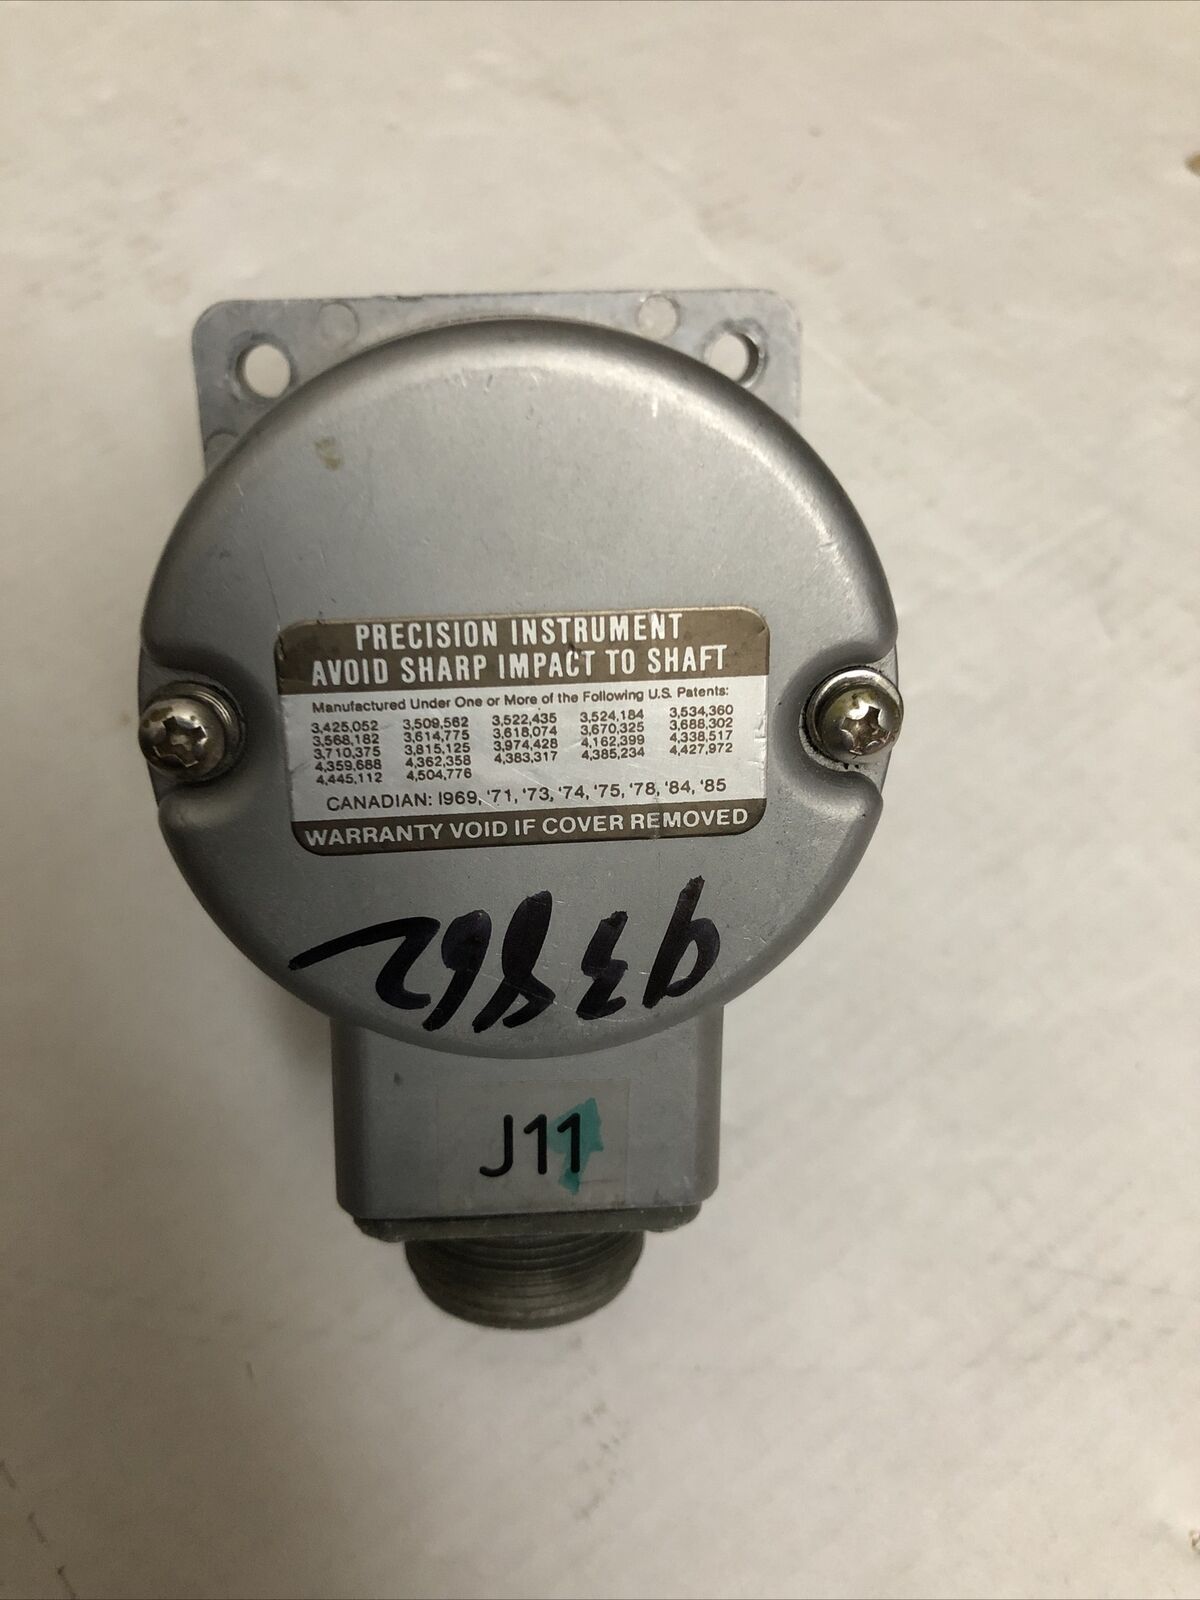 PRECISION INSTRUMENT
AVOID SHARP IMPACT TO SHAFT
Manufactured Under One or More of the Following U.S. Patents:
3,425,052 3,509,562 3,522,435 3,524,184 3,534,360
3,568,182 3,614,775 3,618,074 3,670,325 3,688,302
3,710,375 3,815,125 3,974,428 4,162,399 4,338,517
4,359,688 4,362,358 4,383,317 4,385,234 4,427,972
4,445,112 4,504,776
CANADIAN: 1969, '71, '73, '74, '75, '78, '84, '85
WARRANTY VOID IF COVER REMOVED
93862
J11